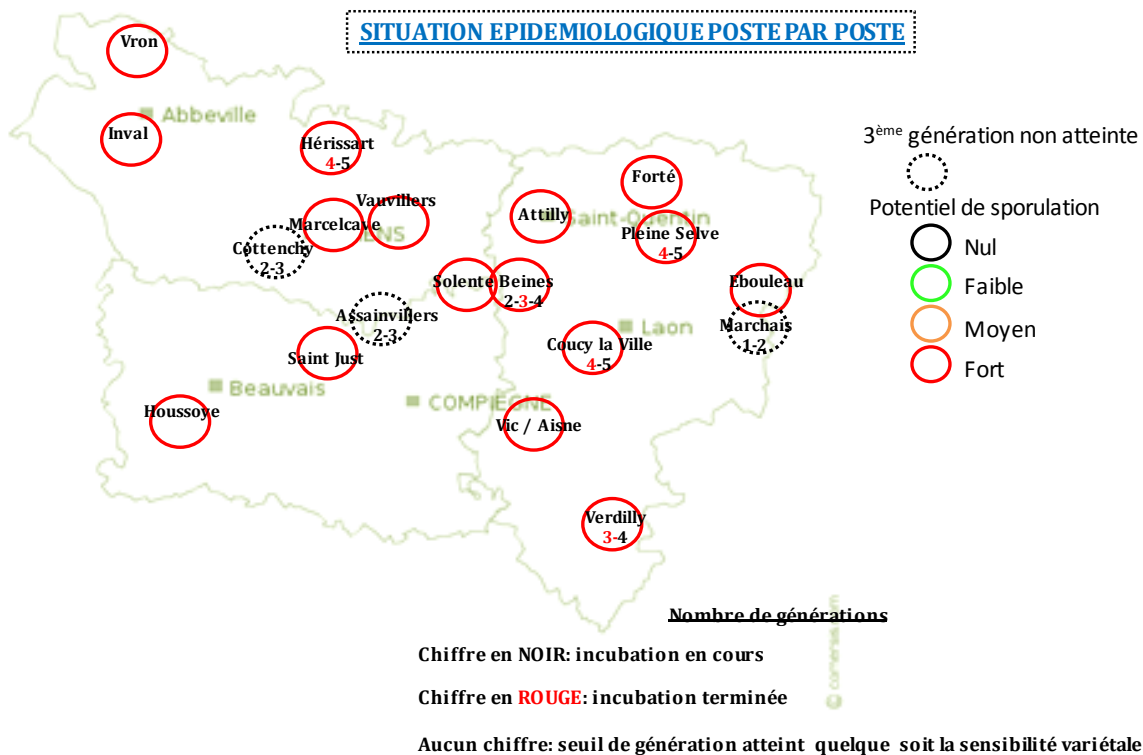 SITUATION EPIDEMIOLOGIQUE POSTE PAR POSTE
Vron
Abbeville
Inval
Hérissart
4-5
3ème génération non atteinte
Forté
Vauvillers
Attilly
Saint-Quentin
Potentiel de sporulation
Marcelcave
ENS
Pleine Selve
4-5
Nul
Cottenchy
2-3
Solente
Beines
2-3-4
Ebouleau
Faible
Assainvillers
2-3
Laon
Marchais
1-2
Moyen
Saint Just
Coucy la Ville
4-5
Fort
Beauvais
COMPIÈGNE
Houssoye
Vic / Aisne
Verdilly
3-4
Nombre de générations
Chiffre en NOIR: incubation en cours
Chiffre en ROUGE: incubation terminée
Aucun chiffre: seuil de génération atteint quelque soit la sensibilité variétale